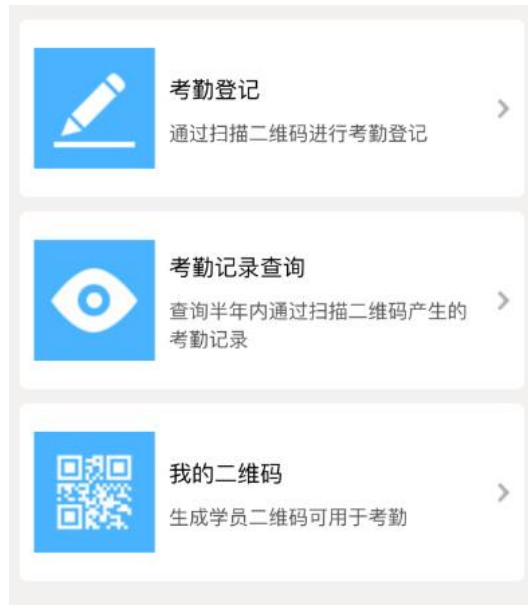 考勤登记
通过扫描二维码进行考勤登记
考勤记录查询
查询半年内通过扫描二维码产生的
考勤记录
我的二维码
生成学员二维码可用于考勤